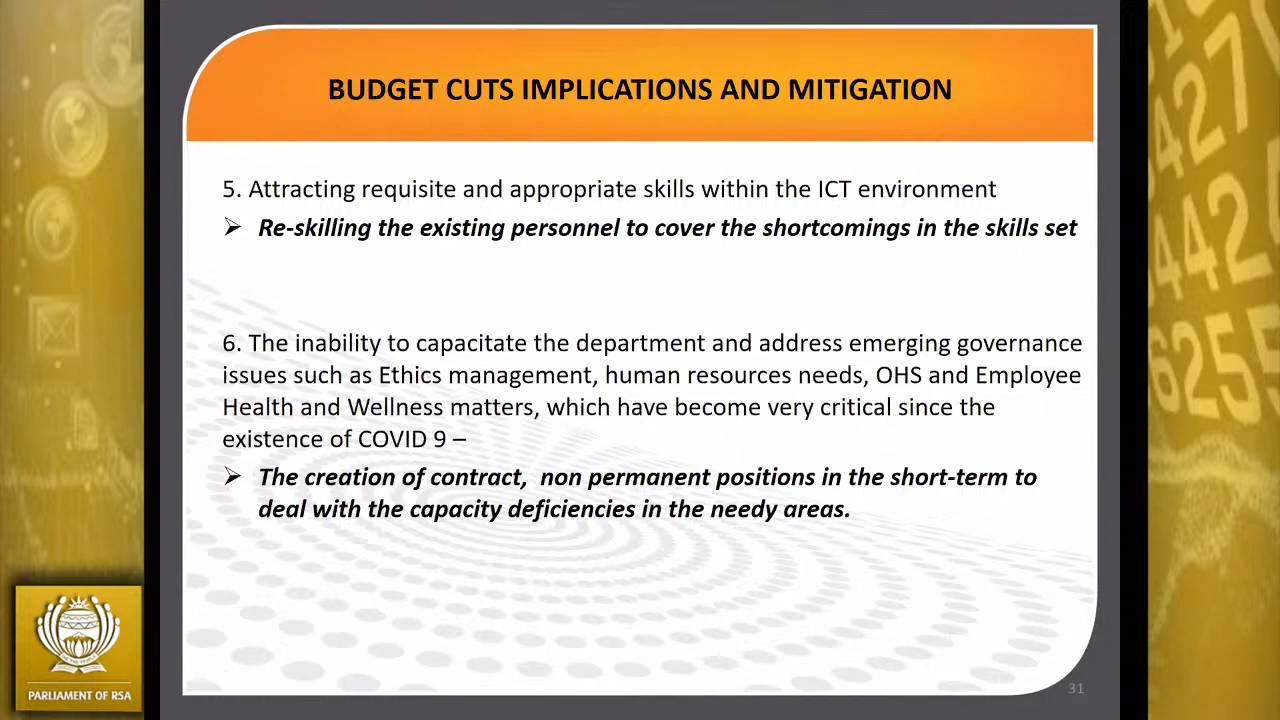 BUDGET CUTS IMPLICATIONS AND MITIGATION
5. Attracting requisite and appropriate skills within the ICT environment
➢ Re-skilling the existing personnel to cover the shortcomings in the skills set
6. The inability to capacitate the department and address emerging governance
issues such as Ethics management, human resources needs, OHS and Employee
Health and Wellness matters, which have become very critical since the
existence of COVID 9 –
➢ The creation of contract,  non permanent positions in the short-term to
deal with the capacity deficiencies in the needy areas.
31
PARLIAMENT OF RSA
427
442
6255